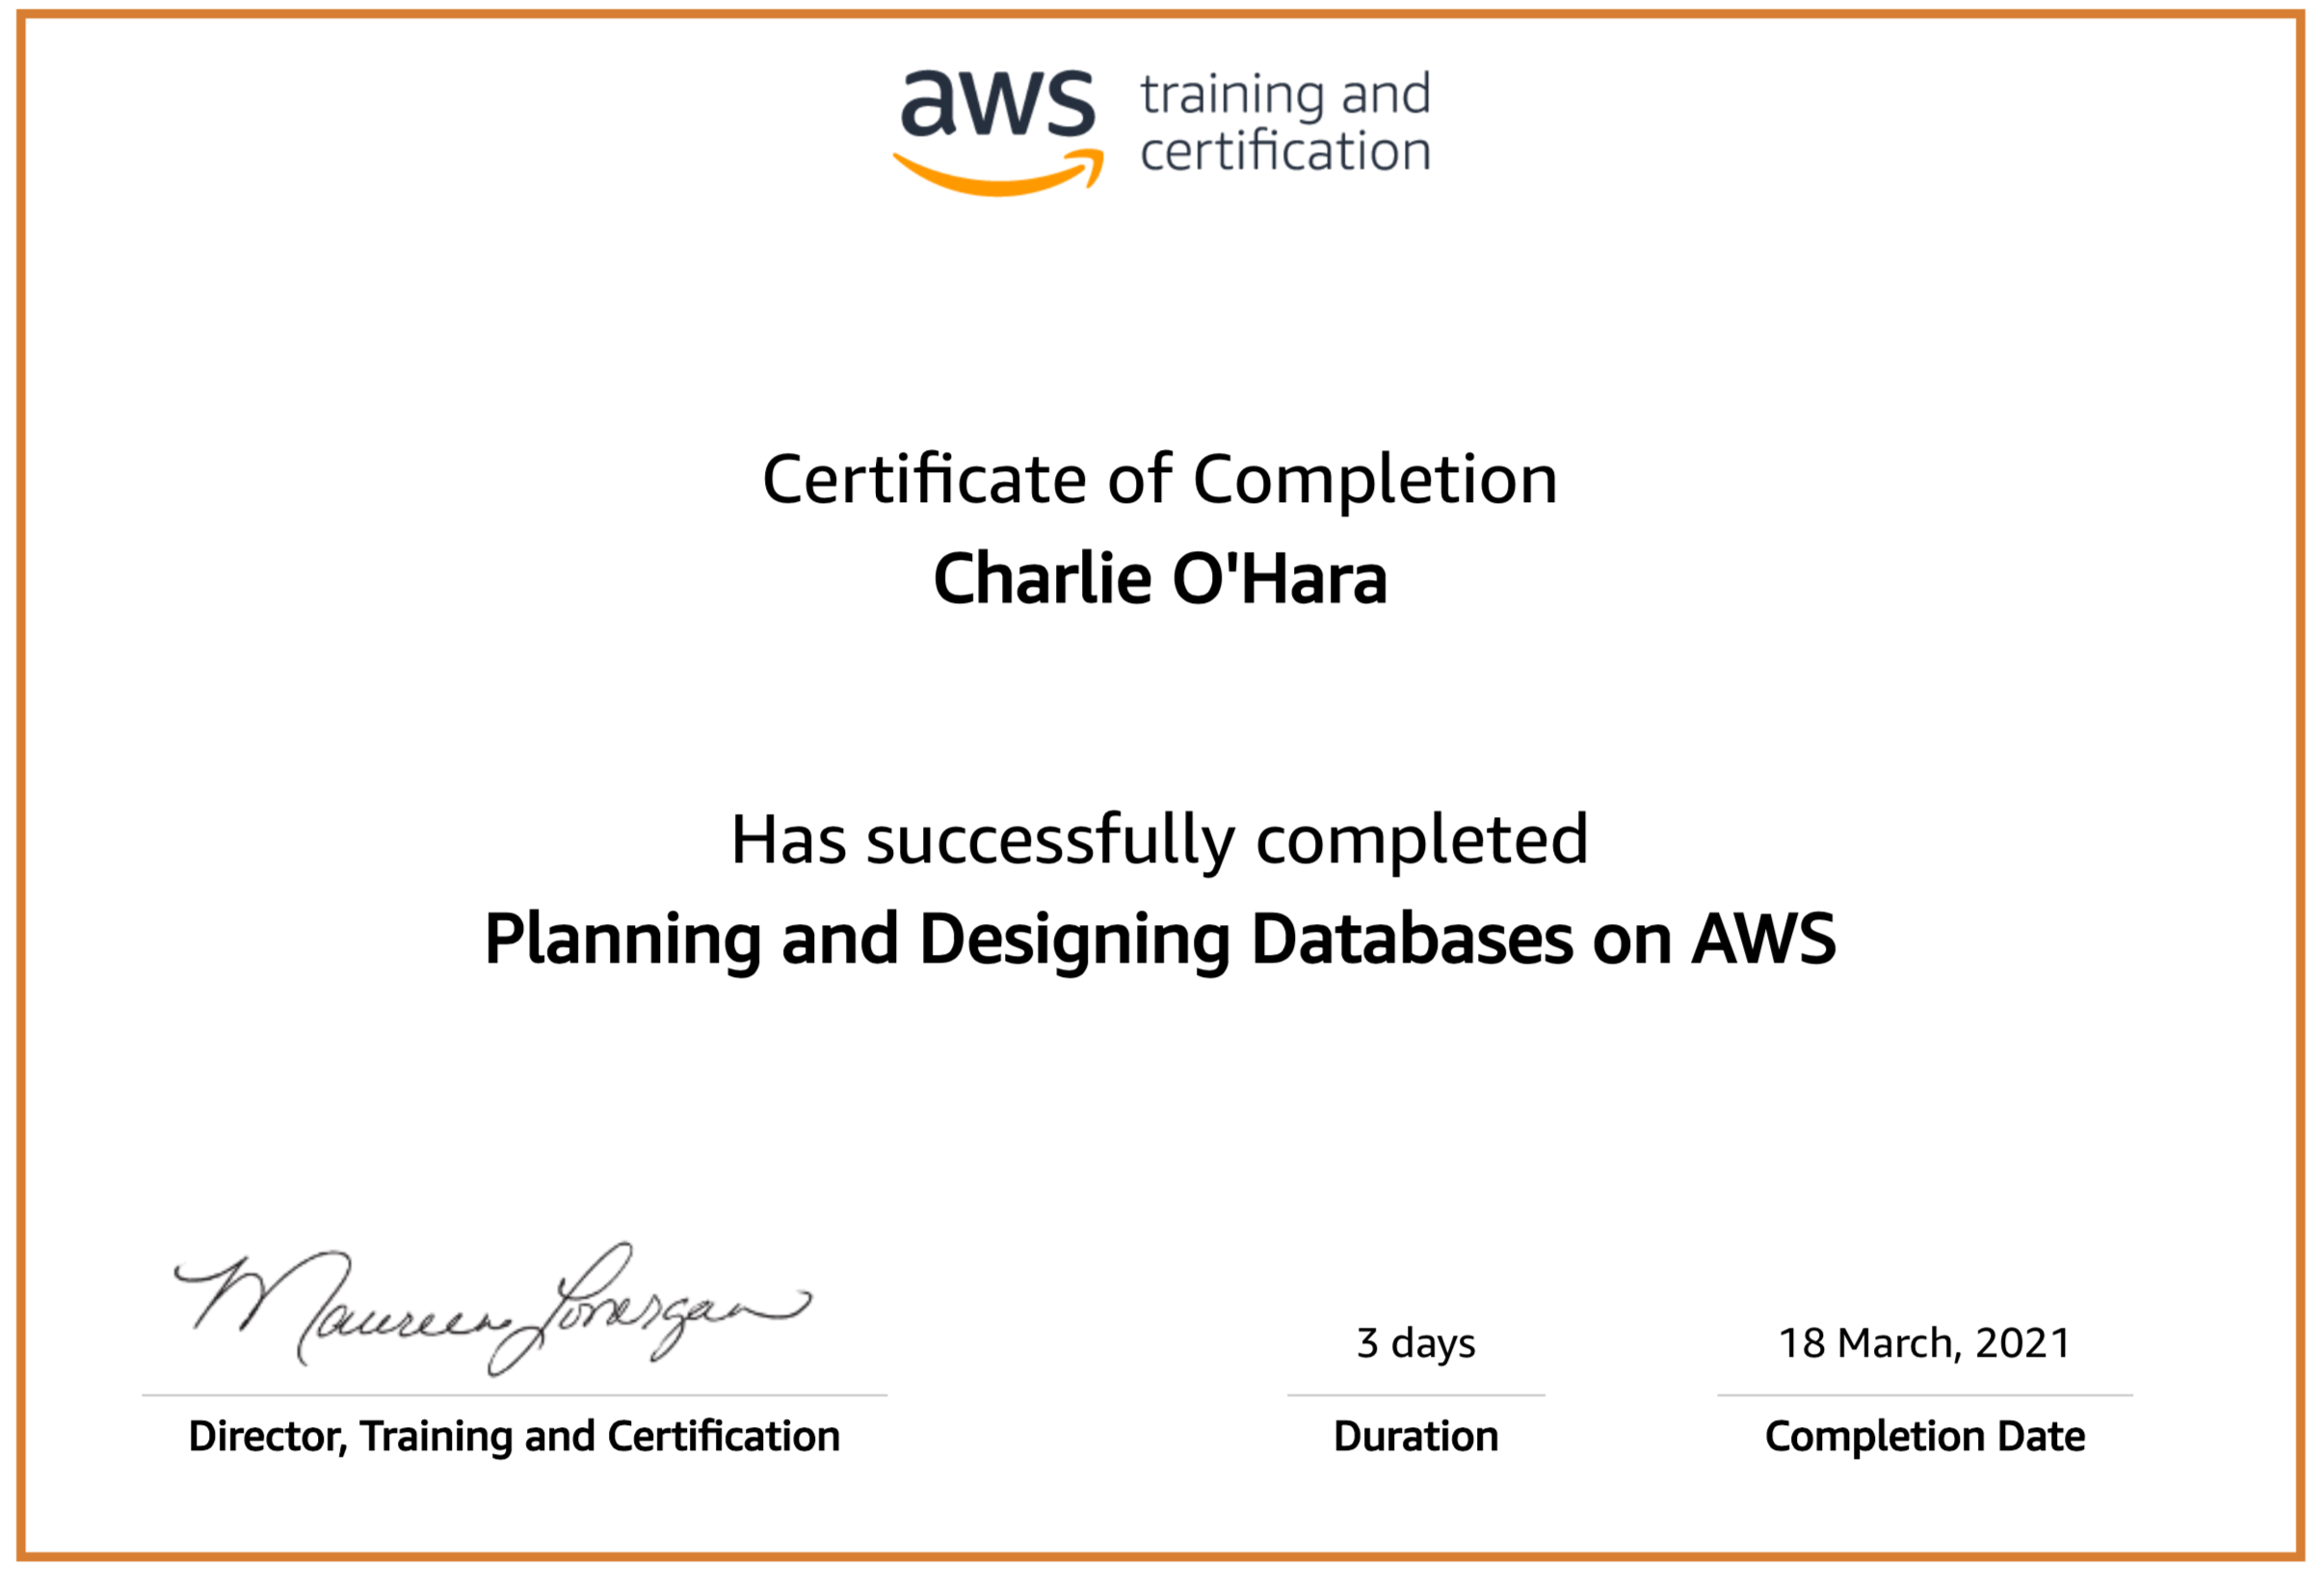 aws training and
certification
Certificate of Completion
Charlie O'Hara
Has successfully completed
Planning and Designing Databases on AWS
Maureen Lonergan
3 days
18 March, 2021
Director, Training and Certification
Duration
Completion Date